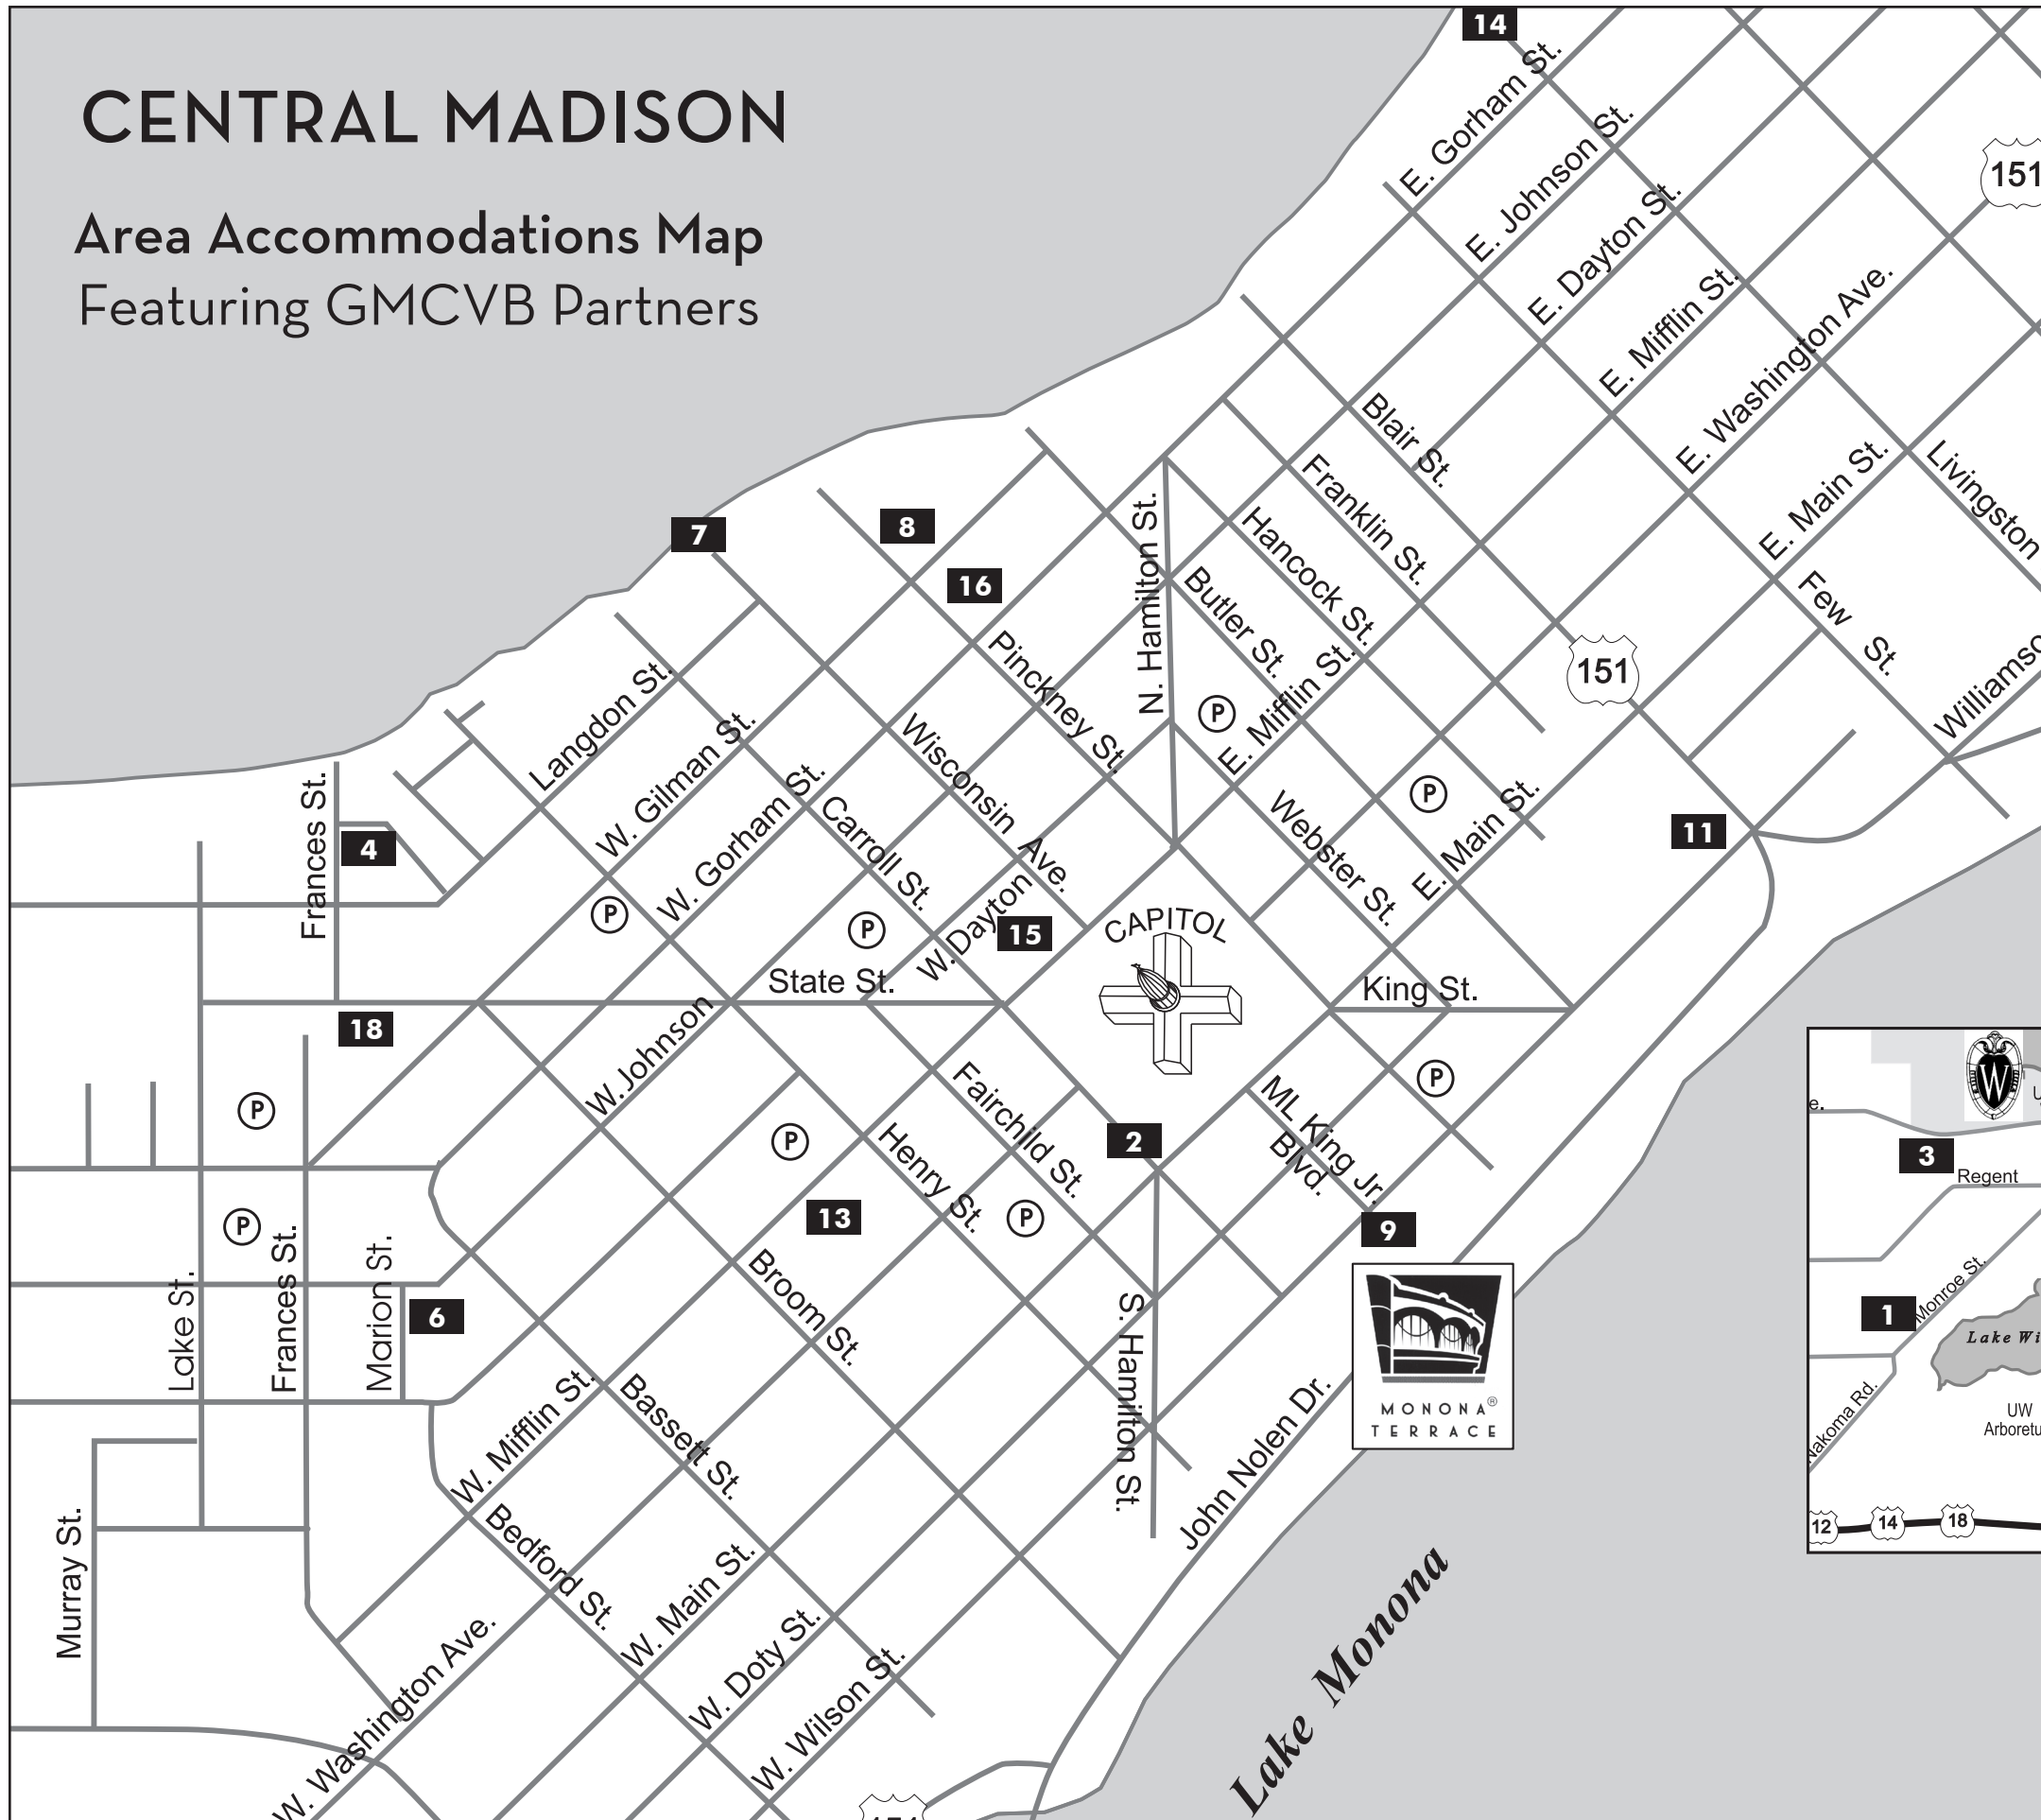 CENTRAL MADISON
Area Accommodations Map
Featuring GMCVB Partners
14
E. Gorham St.
E. Johnson St.
E. Dayton St.
E. Mifflin St.
E. Washington Ave.
E. Main St.
151
Livingston
Blair St.
Franklin St.
Hancock St.
Butler St.
N. Hamilton St.
Few St.
151
7
8
16
Pinckney St.
P
E. Mifflin St.
Webster St.
P
E. Main St.
11
Langdon St.
W. Gilman St.
W. Gorham St.
Wisconsin Ave.
Carroll St.
W. Dayton
15
Frances St.
4
P
P
CAPITOL
State St.
King St.
18
W. Johnson
P
P
P
Fairchild St.
2
ML King Jr.
Blvd.
9
Henry St.
P
13
P
Lake St.
Frances St.
Marion St.
6
Broom St.
S. Hamilton St.
MONONA®
TERRACE
John Nolen Dr.
W. Mifflin St.
Bassett St.
Bedford St.
Murray St.
W. Washington Ave.
W. Main St.
W. Doty St.
W. Wilson St.
Lake Monona
W
3
Regent
1
Monroe St.
Lake
Nakoma Rd.
UW
12
14
18